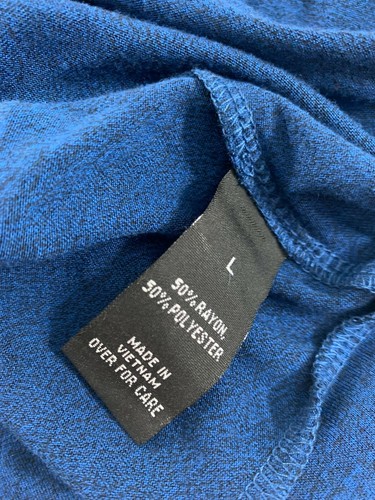 L
50% RAYON,
50% POLYESTER
MADE IN
VIETNAM
OVER FOR CARE